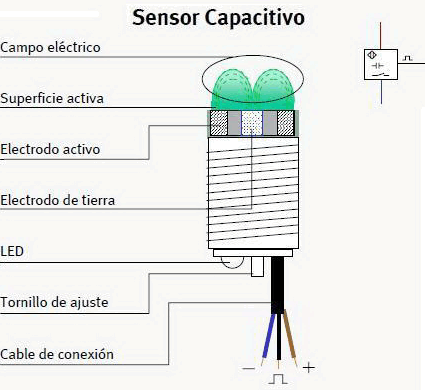 Sensor Capacitivo
Campo eléctrico
Superficie activa
Electrodo activo
Electrodo de tierra
LED
Tornillo de ajuste
Cable de conexión
− +